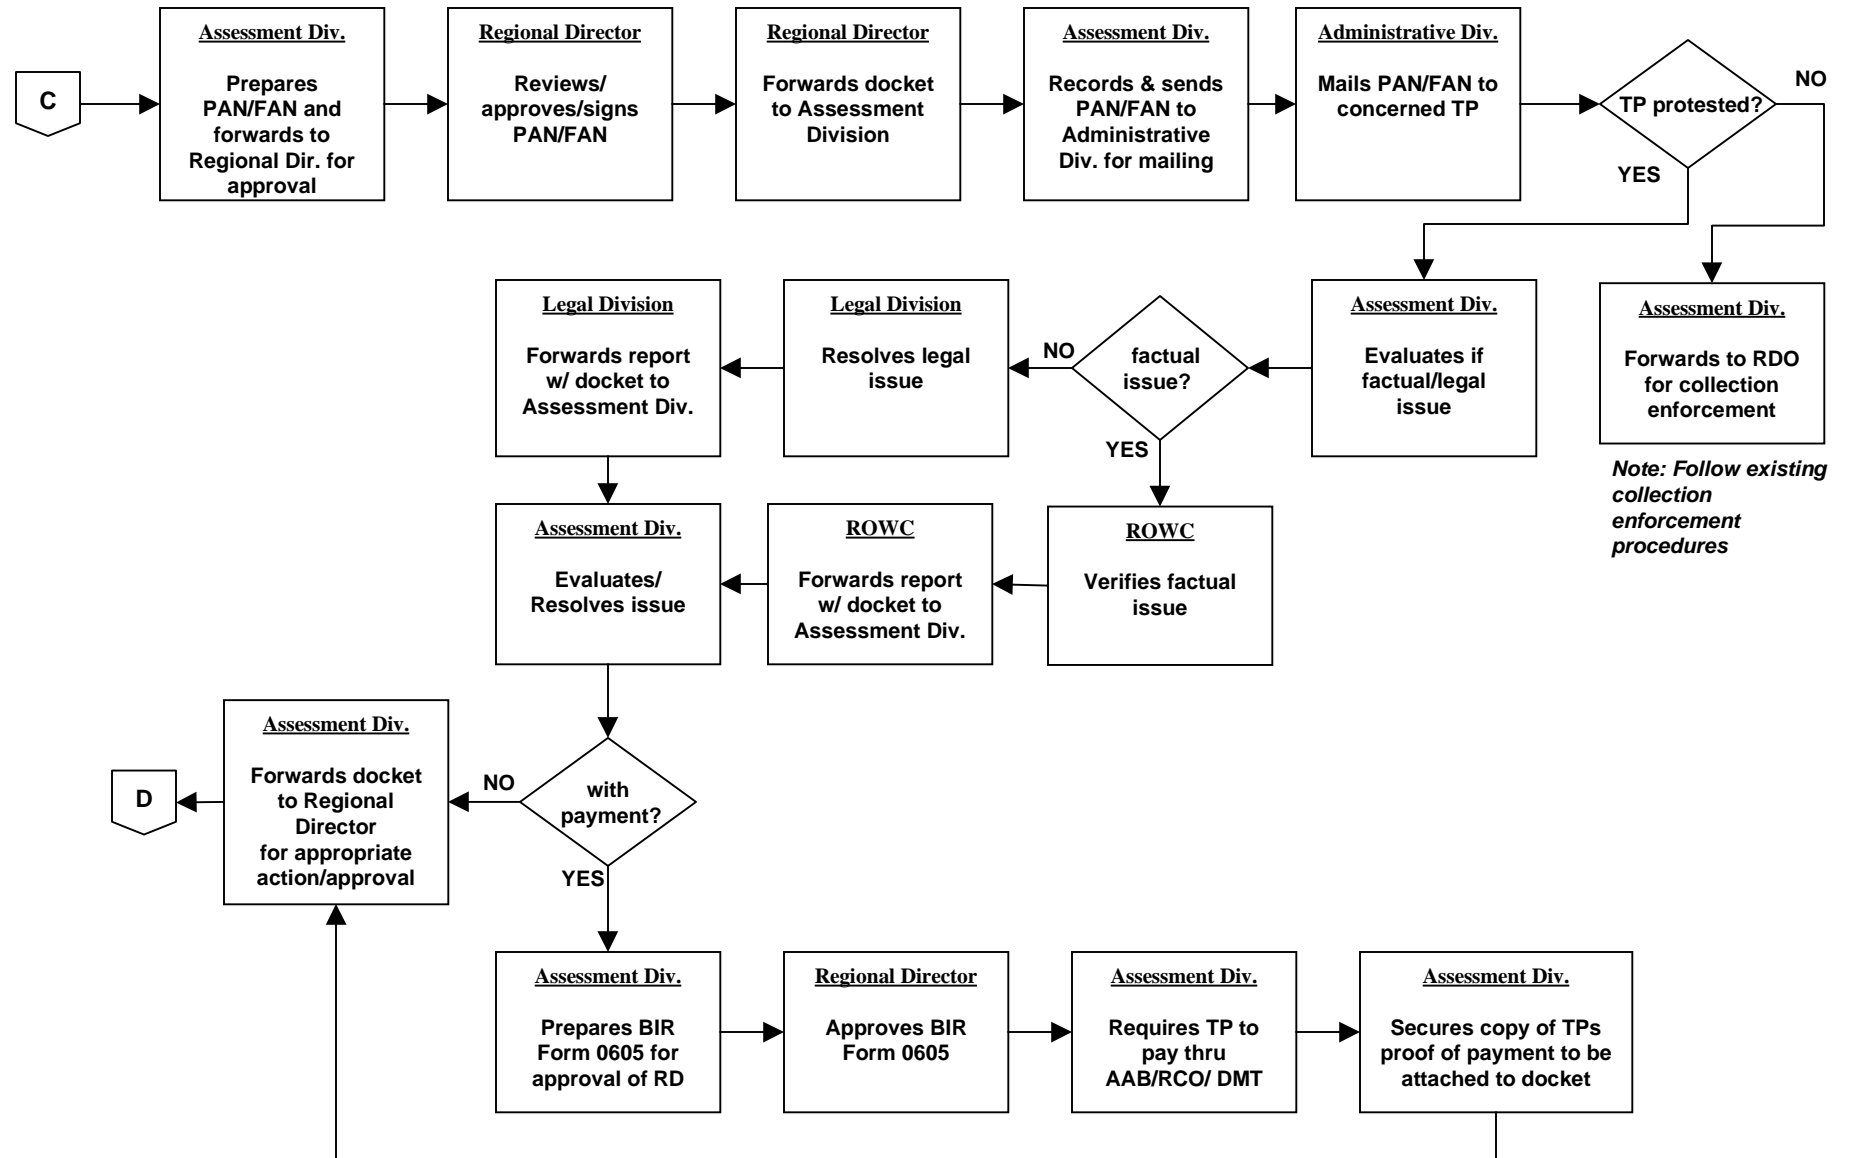 C
Assessment Div.
Prepares
PAN/FAN and
forwards to
Regional Dir. for
approval
Regional Director
Reviews/
approves/signs
PAN/FAN
Regional Director
Forwards docket
to Assessment
Division
Assessment Div.
Records & sends
PAN/FAN to
Administrative
Div. for mailing
Administrative Div.
Mails PAN/FAN to
concerned TP
TP protested?
NO
YES
Legal Division
Forwards report
w/ docket to
Assessment Div.
Legal Division
Resolves legal
issue
NO
factual
issue?
YES
Assessment Div.
Evaluates if
factual/legal
issue
Assessment Div.
Forwards to RDO
for collection
enforcement
Note: Follow existing
collection
enforcement
procedures
Assessment Div.
Evaluates/
Resolves issue
ROWC
Forwards report
w/ docket to
Assessment Div.
ROWC
Verifies factual
issue
D
Assessment Div.
Forwards docket
to Regional
Director
for appropriate
action/approval
NO
with
payment?
YES
Assessment Div.
Prepares BIR
Form 0605 for
approval of RD
Regional Director
Approves BIR
Form 0605
Assessment Div.
Requires TP to
pay thru
AAB/RCO/ DMT
Assessment Div.
Secures copy of TPs
proof of payment to be
attached to docket